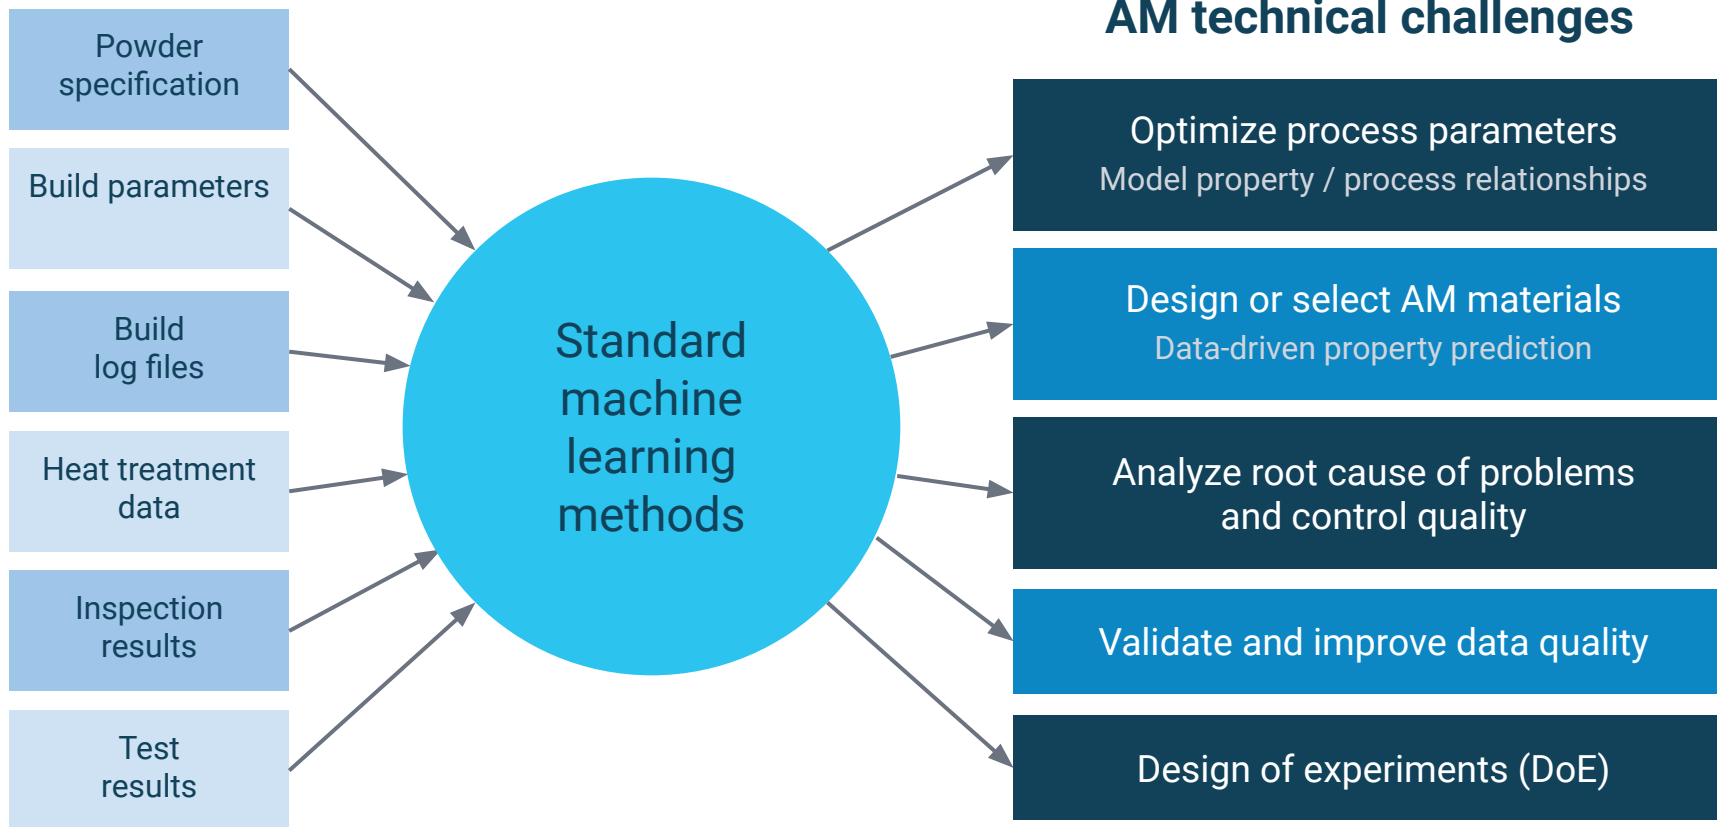 AM technical challenges
Powder
specification
Build parameters
Build
log files
Heat treatment
data
Inspection
results
Test
results
Standard
machine
learning
methods
Optimize process parameters
Model property / process relationships
Design or select AM materials
Data-driven property prediction
Analyze root cause of problems
and control quality
Validate and improve data quality
Design of experiments (DoE)